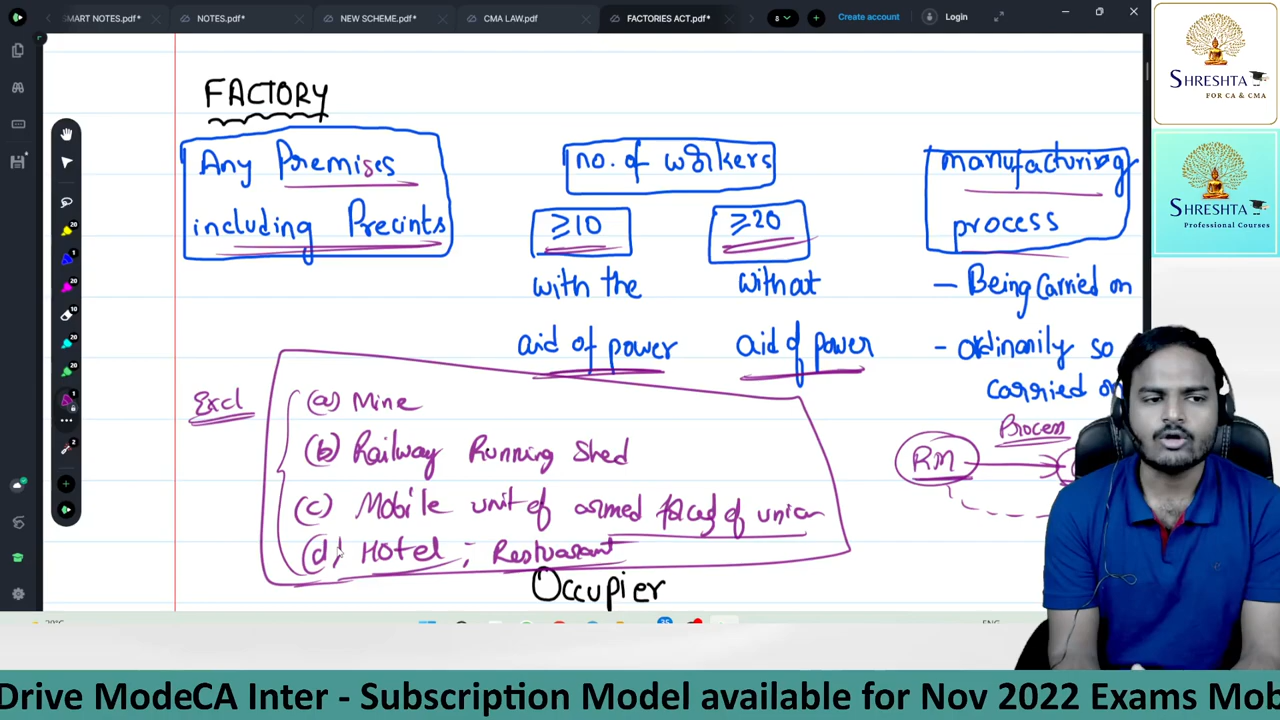 SMART NOTES.pdf*
NOTES.pdf*
NEW SCHEME.pdf*
CMA LAW.pdf
FACTORIES ACT.pdf*
8
Create account
Login
SHRESHTA
FOR CA & CMA
SHRESHTA
Professional Courses
FACTORY
Any Premises
including Precints
no. of workers
≥10
≥20
with the
without
aid of power
aid of power
manufacturing
process
- Being Carried on
- ordinarily so
carried on
Process
RM
Excl
(a) Mine
(b) Railway Running Shed
(c) Mobile unit of armed forces of union
(d) Hotel ; Restuarant
Occupier
ENG
Drive ModeCA Inter - Subscription Model available for Nov 2022 Exams Mob